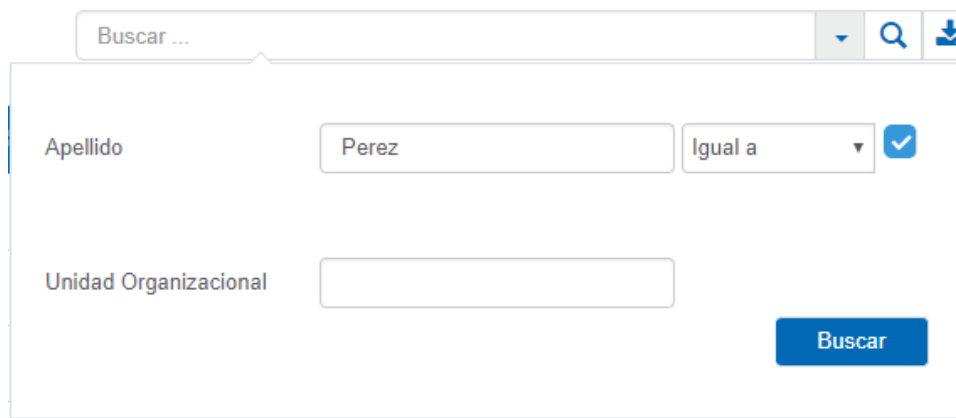 Buscar ...
Apellido Perez Igual a
Unidad Organizacional
Buscar